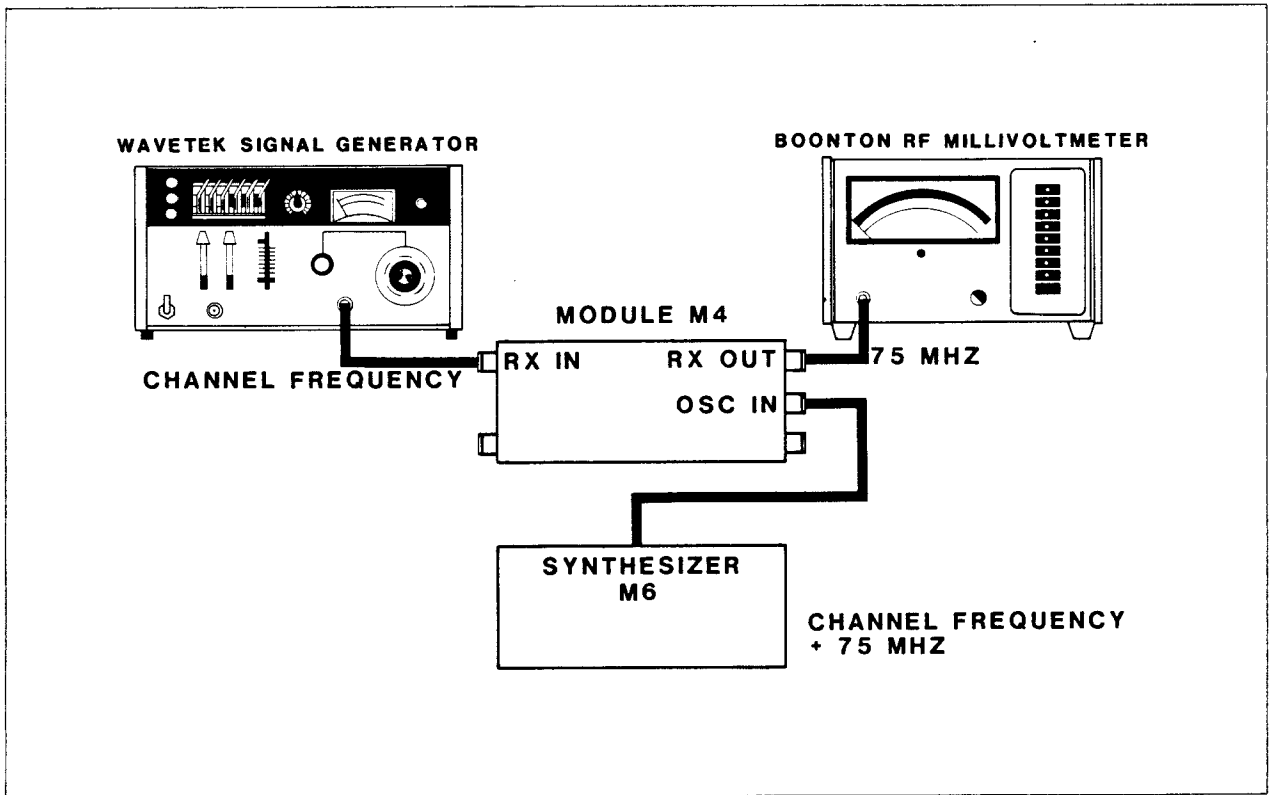 WAVETEK SIGNAL GENERATOR
BOONTON RF MILLIVOLTMETER
MODULE M4
RX IN
RX OUT
75 MHZ
CHANNEL FREQUENCY
OSC IN
SYNTHESIZER
M6
CHANNEL FREQUENCY
+ 75 MHZ